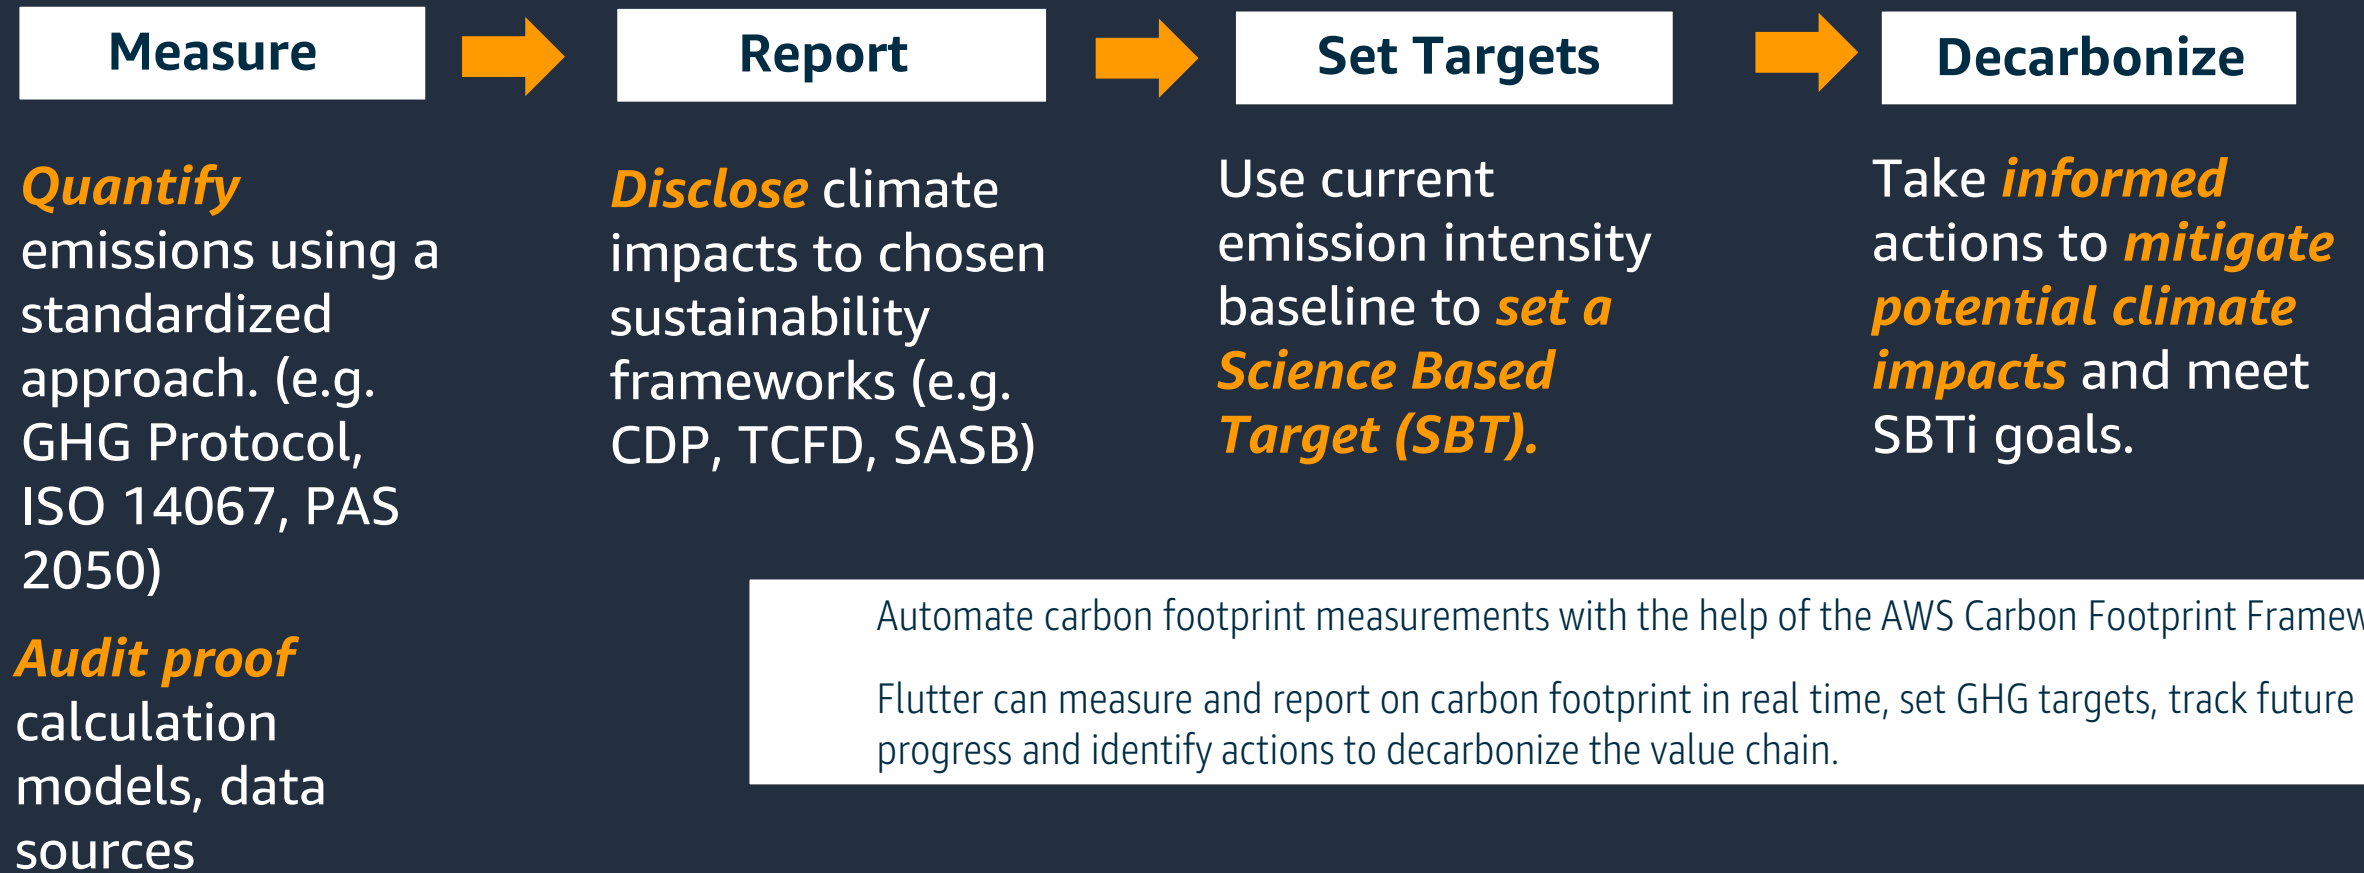 Measure
Report
Set Targets
Decarbonize
Quantify
emissions using a
standardized
approach. (e.g.
GHG Protocol,
ISO 14067, PAS
2050)
Audit proof
calculation
models, data
sources
Disclose climate
impacts to chosen
sustainability
frameworks (e.g.
CDP, TCFD, SASB)
Use current
emission intensity
baseline to set a
Science Based
Target (SBT).
Take informed
actions to mitigate
potential climate
impacts and meet
SBTi goals.
Automate carbon footprint measurements with the help of the AWS Carbon Footprint
Flutter can measure and report on carbon footprint in real time, set GHG targets, track future
progress and identify actions to decarbonize the value chain.